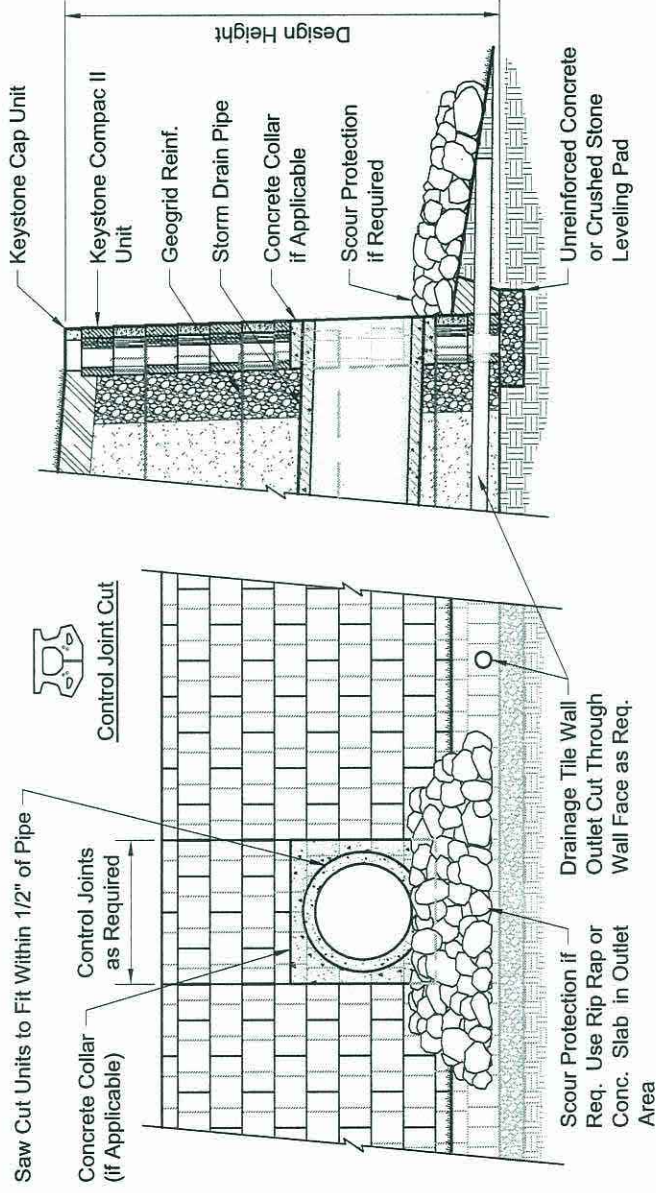 Saw Cut Units to Fit Within 1/2" of Pipe
Concrete Collar
(if Applicable)
Control Joints
as Required
Control Joint Cut
Scour Protection if
Req. Use Rip Rap or
Conc. Slab in Outlet
Area
Drainage Tile Wall
Outlet Cut Through
Wall Face as Req.
Keystone Cap Unit
Keystone Compac II
Unit
Geogrid Reinf.
Storm Drain Pipe
Concrete Collar
if Applicable
Scour Protection
if Required
Design Height
Unreinforced Concrete
or Crushed Stone
Leveling Pad